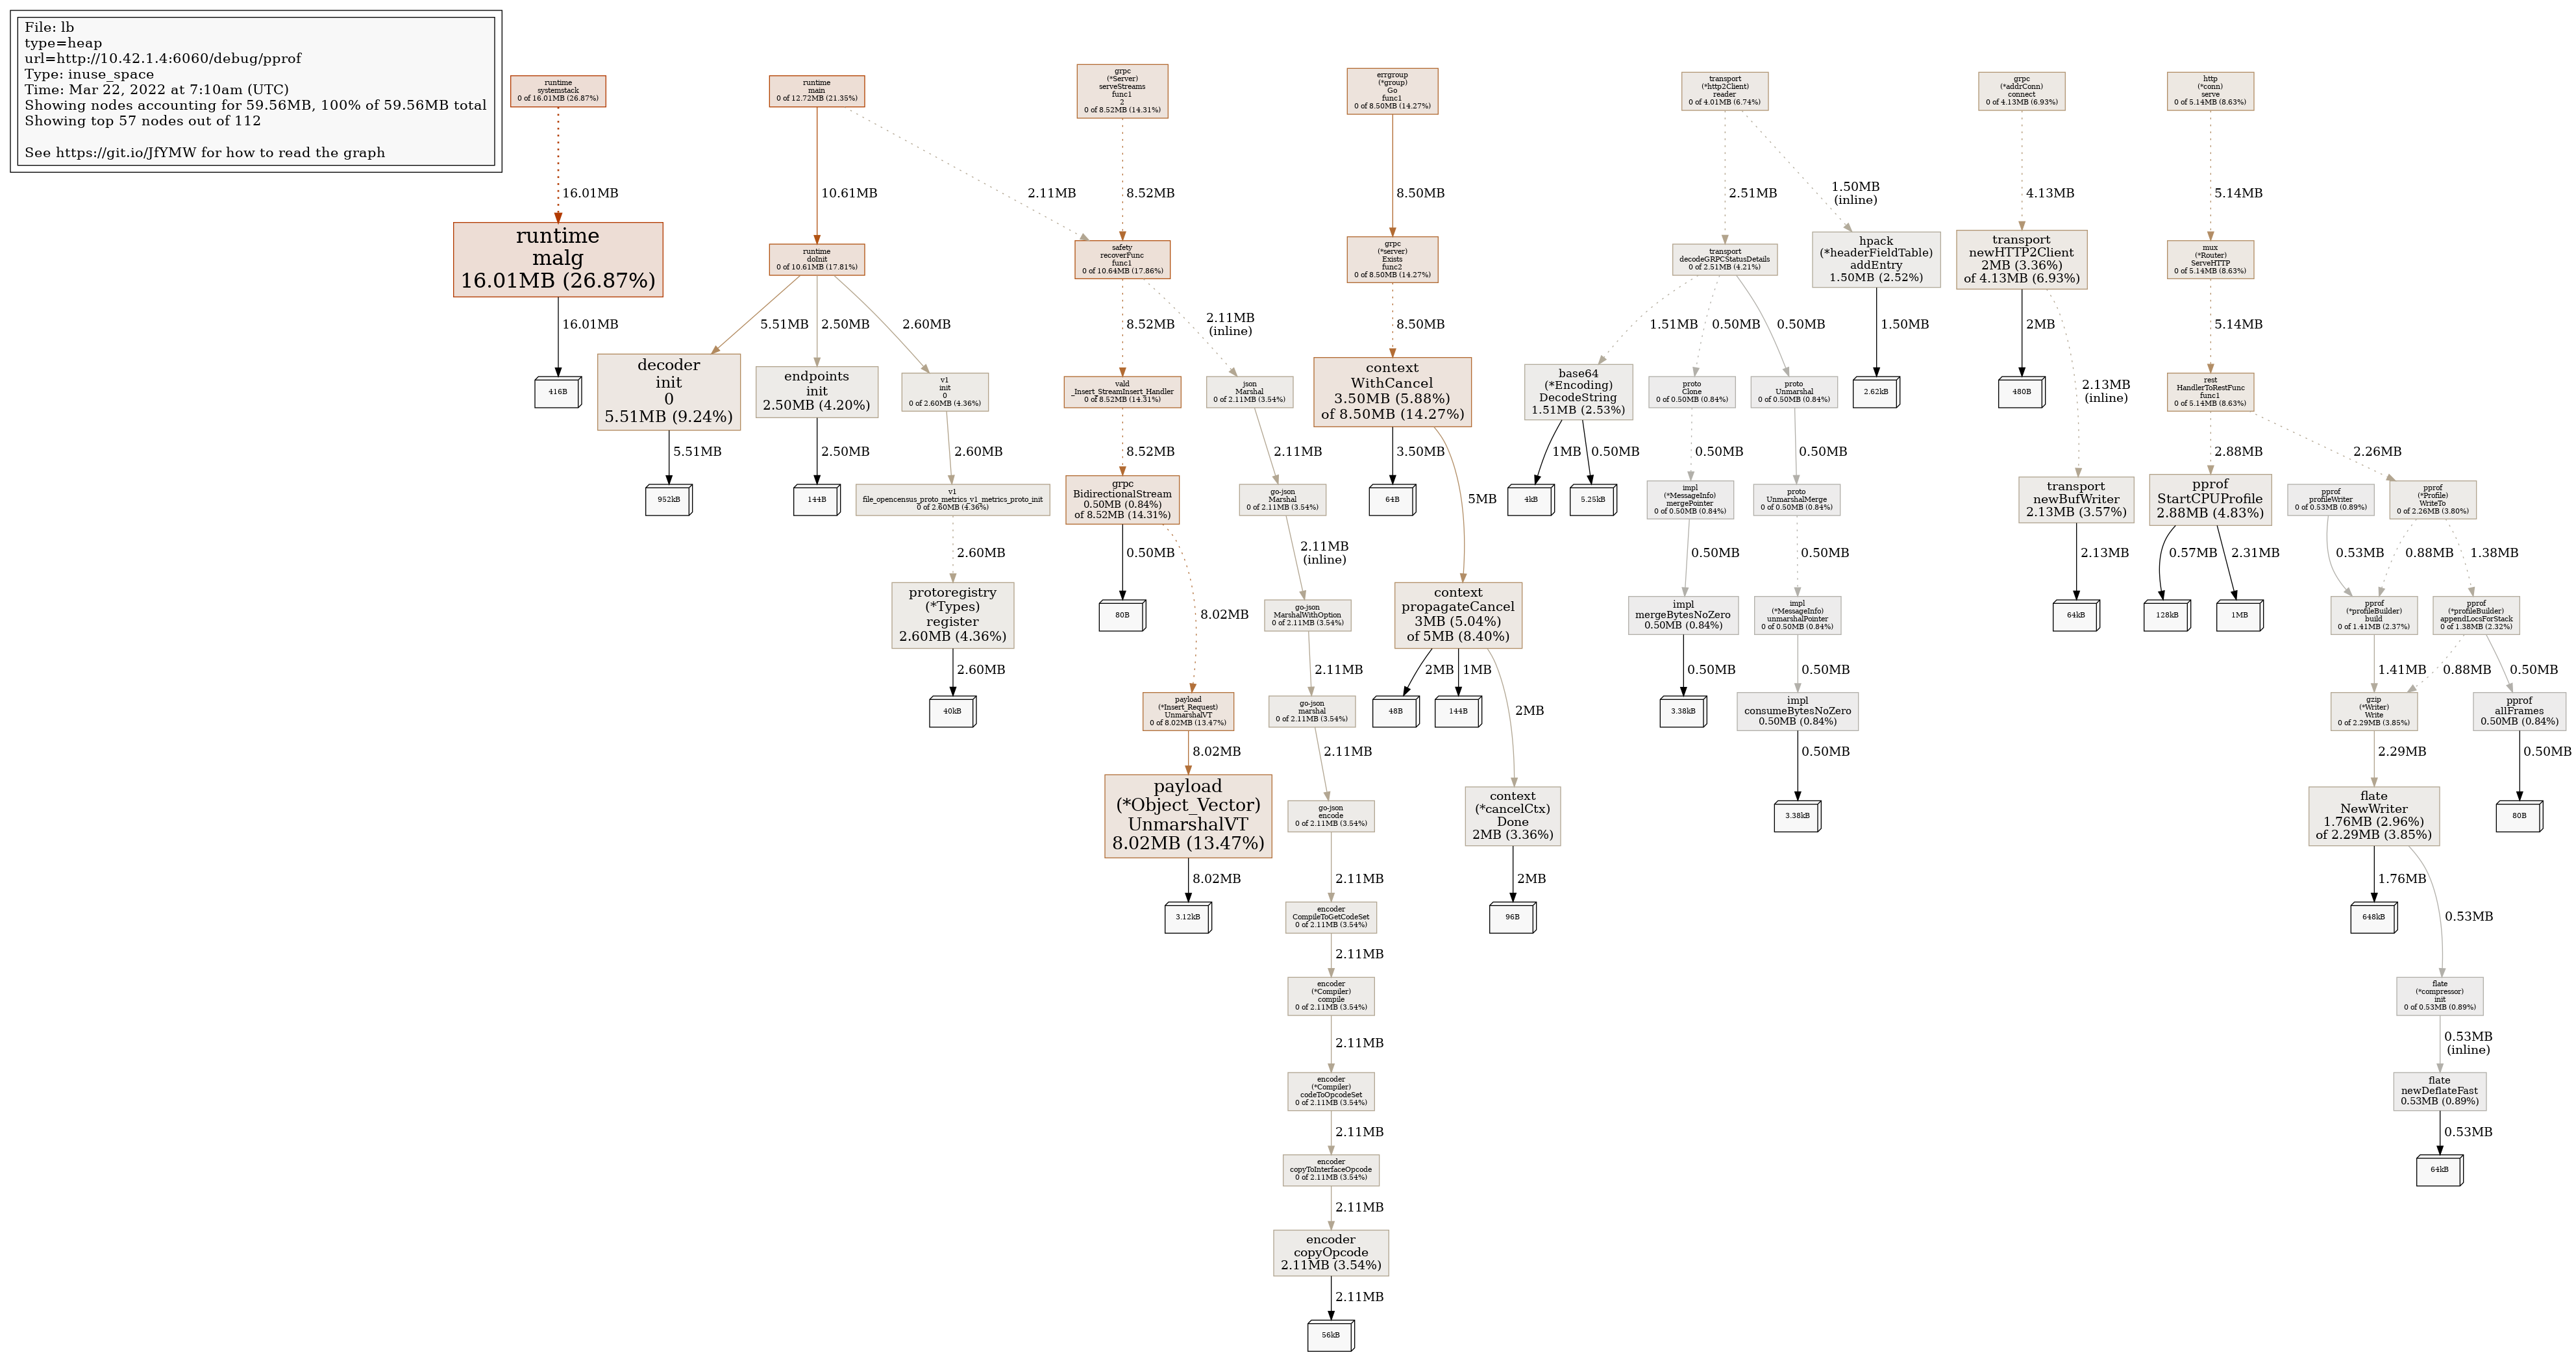 File: lb
type=heap
url=http://10.42.1.4:6060/debug/pprof
Type: inuse_space
Time: Mar 22, 2022 at 7:10am (UTC)
Showing nodes accounting for 59.56MB, 100% of 59.56MB total
Showing top 57 nodes out of 112
See https://git.io/JfYMW for how to read the graph
runtime
systemstack
0 of 16.01MB (26.87%)
16.01MB
runtime
malg
16.01MB (26.87%)
16.01MB
416B
runtime
main
0 of 12.72MB (21.35%)
10.61MB
2.11MB
runtime
doInit
0 of 10.61MB (17.81%)
5.51MB
2.50MB
2.60MB
decoder
init
0
5.51MB (9.24%)
5.51MB
952kB
endpoints
init
2.50MB (4.20%)
2.50MB
144B
v1
init
0
0 of 2.60MB (4.36%)
2.60MB
v1
file_opencensus_proto_metrics_v1_metrics_proto_init
0 of 2.60MB (4.36%)
2.60MB
protoregistry
(*Types)
register
2.60MB (4.36%)
2.60MB
40kB
grpc
(*Server)
serveStreams
func1
2
0 of 8.52MB (14.31%)
8.52MB
safety
recoverFunc
func1
0 of 10.64MB (17.86%)
8.52MB
2.11MB
(inline)
vald
_Insert_StreamInsert_Handler
0 of 8.52MB (14.31%)
8.52MB
grpc
BidirectionalStream
0.50MB (0.84%)
of 8.52MB (14.31%)
0.50MB
80B
8.02MB
payload
(*Insert_Request)
UnmarshalVT
0 of 8.02MB (13.47%)
8.02MB
payload
(*Object_Vector)
UnmarshalVT
8.02MB (13.47%)
8.02MB
3.12kB
json
Marshal
0 of 2.11MB (3.54%)
2.11MB
go-json
Marshal
0 of 2.11MB (3.54%)
2.11MB
(inline)
go-json
MarshalWithOption
0 of 2.11MB (3.54%)
2.11MB
go-json
marshal
0 of 2.11MB (3.54%)
2.11MB
go-json
encode
0 of 2.11MB (3.54%)
2.11MB
encoder
CompileToGetCodeSet
0 of 2.11MB (3.54%)
2.11MB
encoder
(*Compiler)
compile
0 of 2.11MB (3.54%)
2.11MB
encoder
(*Compiler)
codeToOpcodeSet
0 of 2.11MB (3.54%)
2.11MB
encoder
copyToInterfaceOpcode
0 of 2.11MB (3.54%)
2.11MB
encoder
copyOpcode
2.11MB (3.54%)
2.11MB
56kB
errgroup
(*group)
Go
func1
0 of 8.50MB (14.27%)
8.50MB
grpc
(*server)
Exists
func2
0 of 8.50MB (14.27%)
8.50MB
context
WithCancel
3.50MB (5.88%)
of 8.50MB (14.27%)
3.50MB
64B
5MB
context
propagateCancel
3MB (5.04%)
of 5MB (8.40%)
2MB
48B
1MB
144B
2MB
context
(*cancelCtx)
Done
2MB (3.36%)
2MB
96B
transport
(*http2Client)
reader
0 of 4.01MB (6.74%)
2.51MB
1.50MB
(inline)
transport
decodeGRPCStatusDetails
0 of 2.51MB (4.21%)
1.51MB
0.50MB
0.50MB
hpack
(*headerFieldTable)
addEntry
1.50MB (2.52%)
1.50MB
2.62kB
base64
(*Encoding)
DecodeString
1.51MB (2.53%)
1MB
4kB
0.50MB
5.25kB
proto
Clone
0 of 0.50MB (0.84%)
0.50MB
impl
(*MessageInfo)
mergePointer
0 of 0.50MB (0.84%)
0.50MB
impl
mergeBytesNoZero
0.50MB (0.84%)
0.50MB
3.38kB
proto
Unmarshal
0 of 0.50MB (0.84%)
0.50MB
proto
UnmarshalMerge
0 of 0.50MB (0.84%)
0.50MB
impl
(*MessageInfo)
unmarshalPointer
0 of 0.50MB (0.84%)
0.50MB
impl
consumeBytesNoZero
0.50MB (0.84%)
0.50MB
3.38kB
grpc
(*addrConn)
connect
0 of 4.13MB (6.93%)
4.13MB
transport
newHTTP2Client
2MB (3.36%)
of 4.13MB (6.93%)
2MB
480B
2.13MB
(inline)
transport
newBufWriter
2.13MB (3.57%)
2.13MB
64kB
http
(*conn)
serve
0 of 5.14MB (8.63%)
5.14MB
mux
(*Router)
ServeHTTP
0 of 5.14MB (8.63%)
5.14MB
rest
HandlerToRestFunc
func1
0 of 5.14MB (8.63%)
2.88MB
2.26MB
pprof
StartCPUProfile
2.88MB (4.83%)
0.57MB
128kB
2.31MB
1MB
pprof
profileWriter
0 of 0.53MB (0.89%)
0.53MB
pprof
(*Profile)
WriteTo
0 of 2.26MB (3.80%)
0.88MB
1.38MB
pprof
(*profileBuilder)
build
0 of 1.41MB (2.37%)
1.41MB
pprof
(*profileBuilder)
appendLocsForStack
0 of 1.38MB (2.32%)
0.88MB
0.50MB
gzip
(*Writer)
Write
0 of 2.29MB (3.85%)
2.29MB
pprof
allFrames
0.50MB (0.84%)
0.50MB
80B
flate
NewWriter
1.76MB (2.96%)
of 2.29MB (3.85%)
1.76MB
648kB
0.53MB
flate
(*compressor)
init
0 of 0.53MB (0.89%)
0.53MB
(inline)
flate
newDeflateFast
0.53MB (0.89%)
0.53MB
64kB